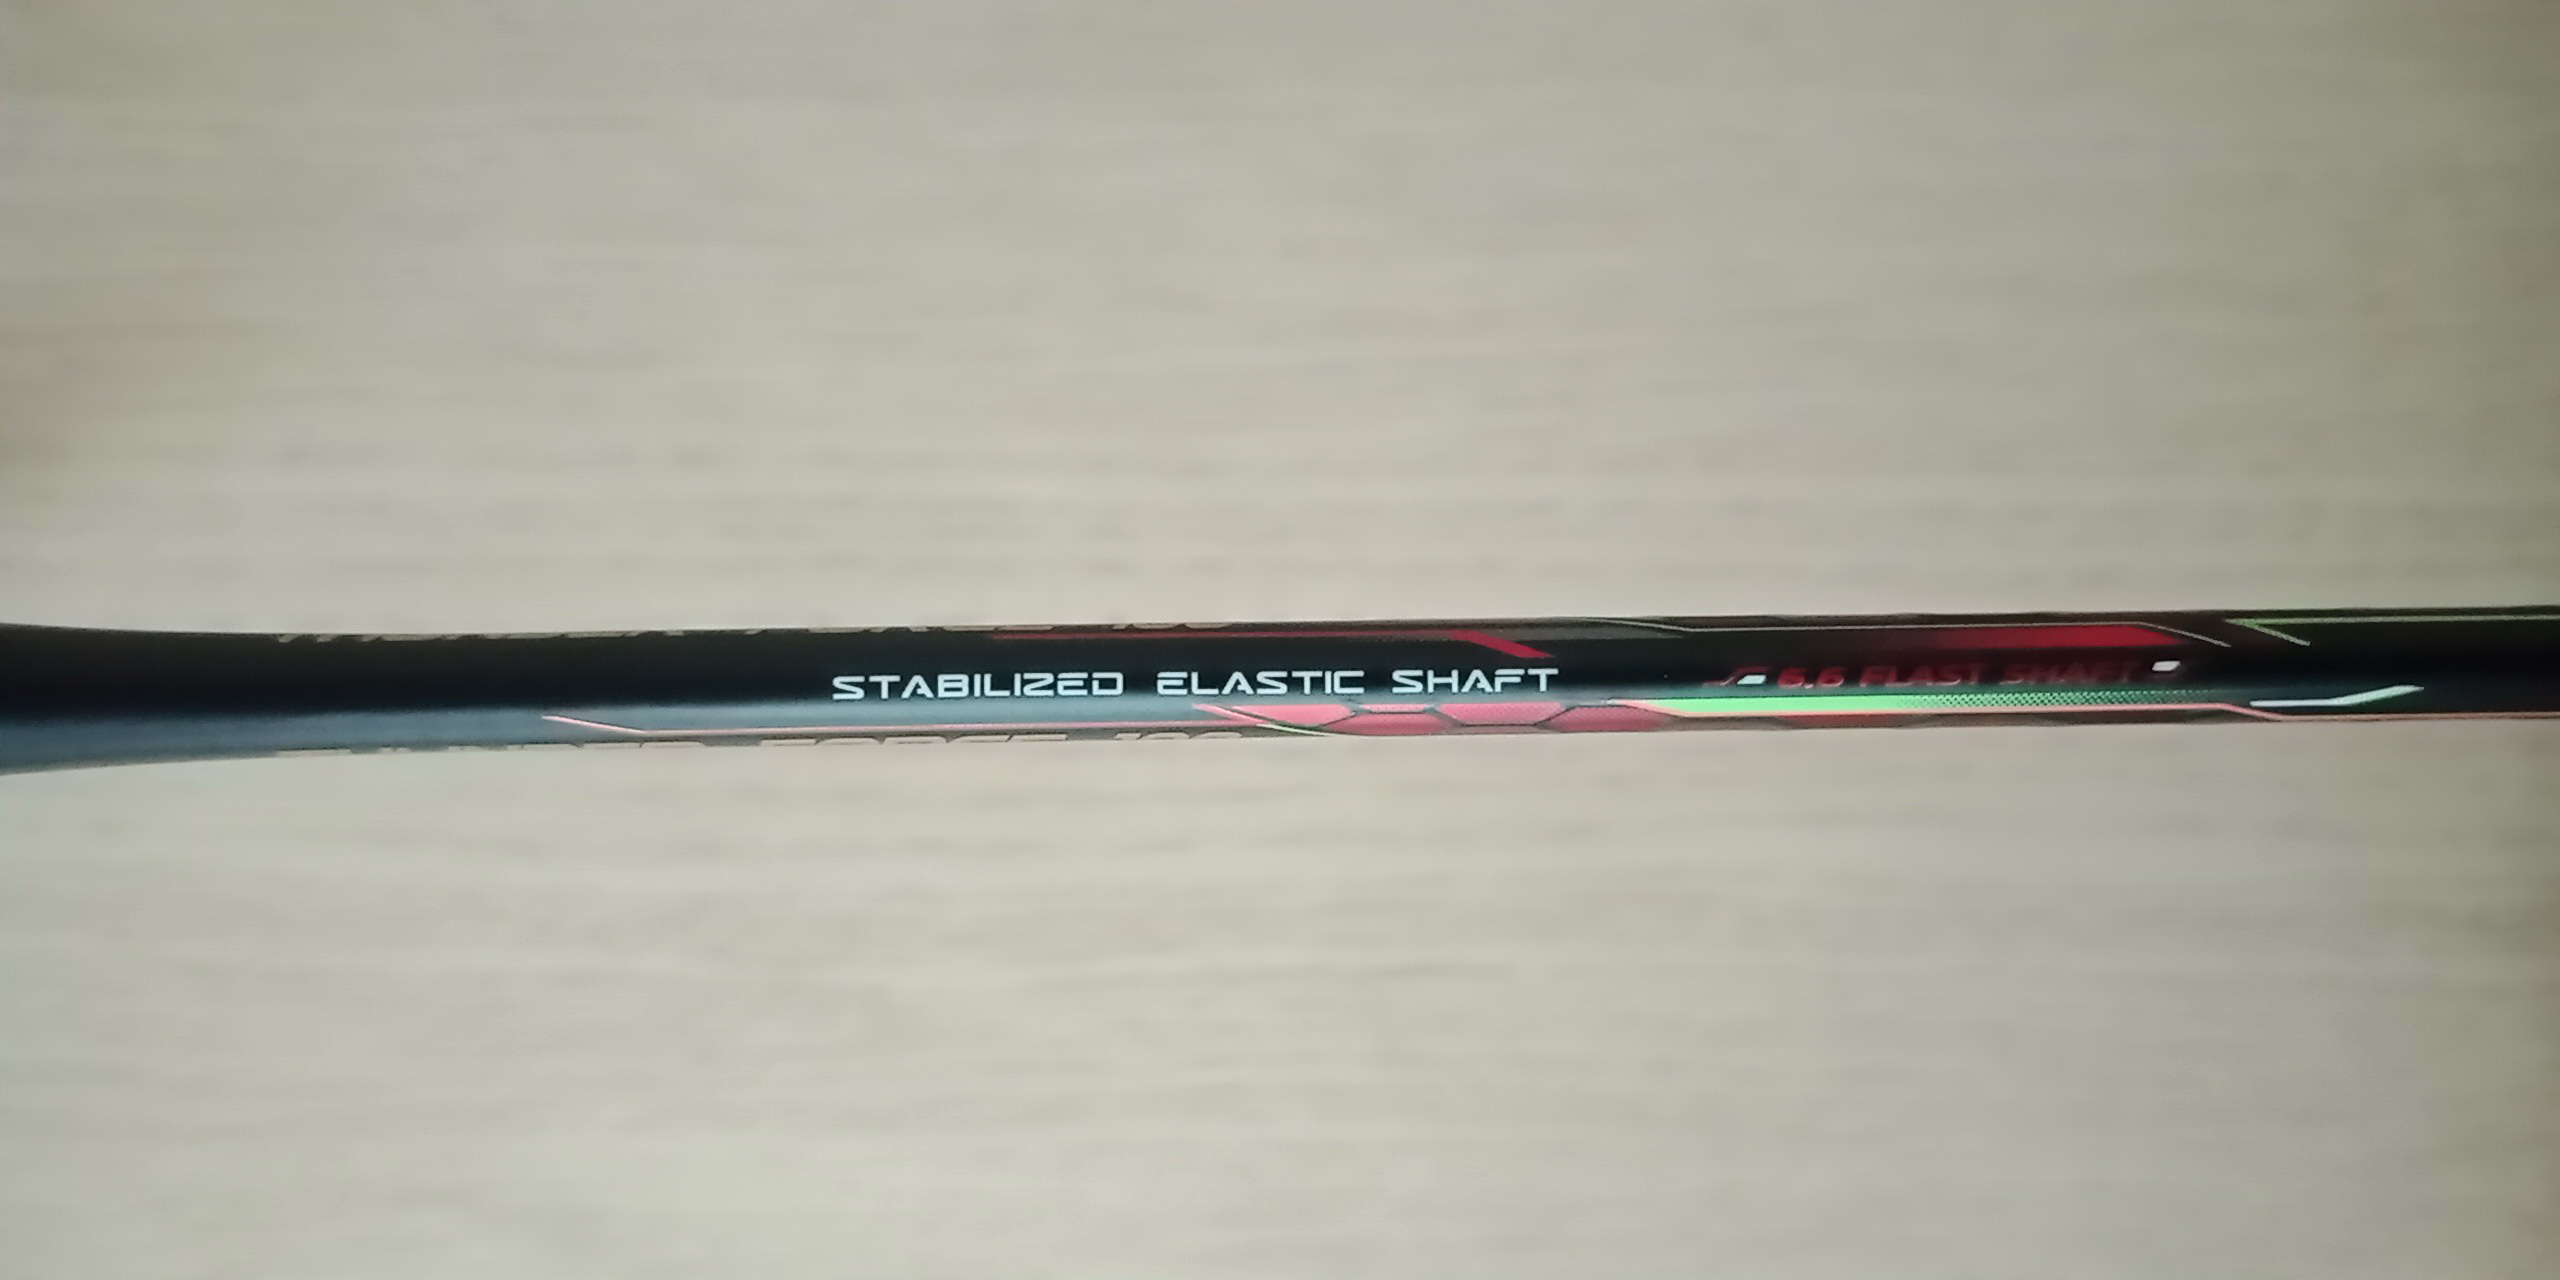 STABILIZED ELASTIC SHAFT
6.6 ELAST SHAFT